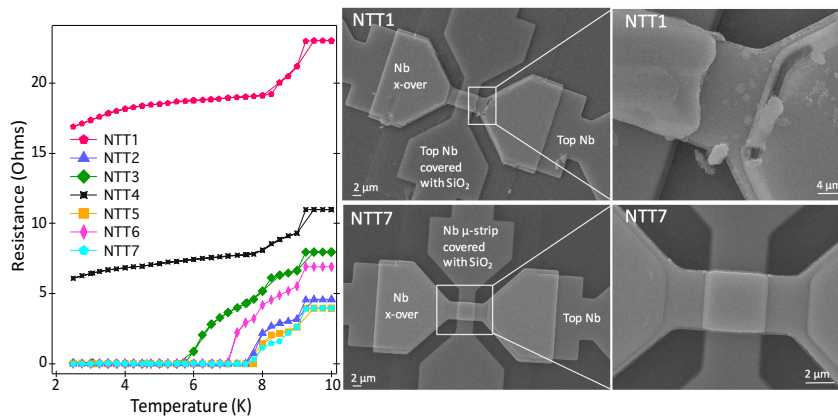 Resistance (Ohms)
20
15
10
5
0
NTT1
NTT2
NTT3
NTT4
NTT5
NTT6
NTT7
2
4
6
8
10
Temperature (K)
NTT1
Nb
x-over
Top Nb
covered
with SiO2
Top Nb
2 μm
NTT1
4 μm
NTT7
Nb μ-strip
covered
with SiO2
Nb
x-over
Top Nb
2 μm
NTT7
2 μm